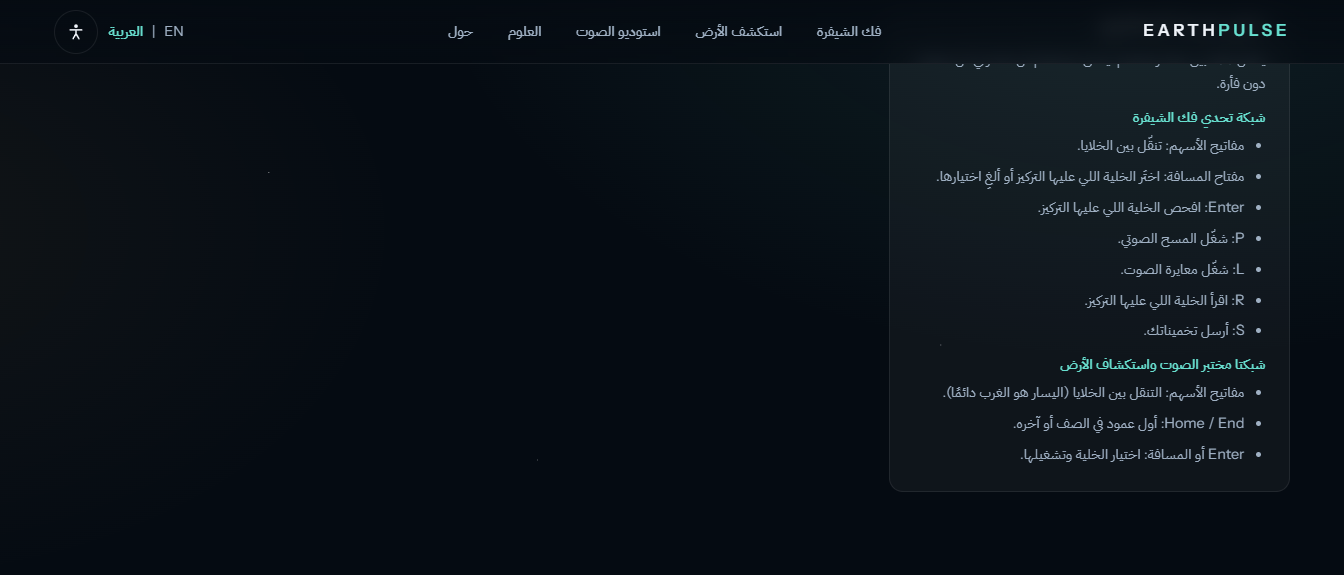 EARTHPULSE
فك الشيفرة
استكشف الأرض
استوديو الصوت
العلوم
حول
EN | العربية
دون فأرة.
شبكة تحدي فك الشيفرة
مفاتيح الأسهم: تنقّل بين الخلايا.
مفتاح المسافة: اختَر الخلية اللي عليها التركيز أو ألغِ اختيارها.
Enter: افحص الخلية اللي عليها التركيز.
P: شغّل المسح الصوتي.
L: شغّل معايرة الصوت.
R: اقرأ الخلية اللي عليها التركيز.
S: أرسل تخميناتك.
شبكتا مختبر الصوت واستكشاف الأرض
مفاتيح الأسهم: التنقل بين الخلايا (اليسار هو الغرب دائمًا).
Home / End: أول عمود في الصف أو آخره.
Enter أو المسافة: اختيار الخلية وتشغيلها.